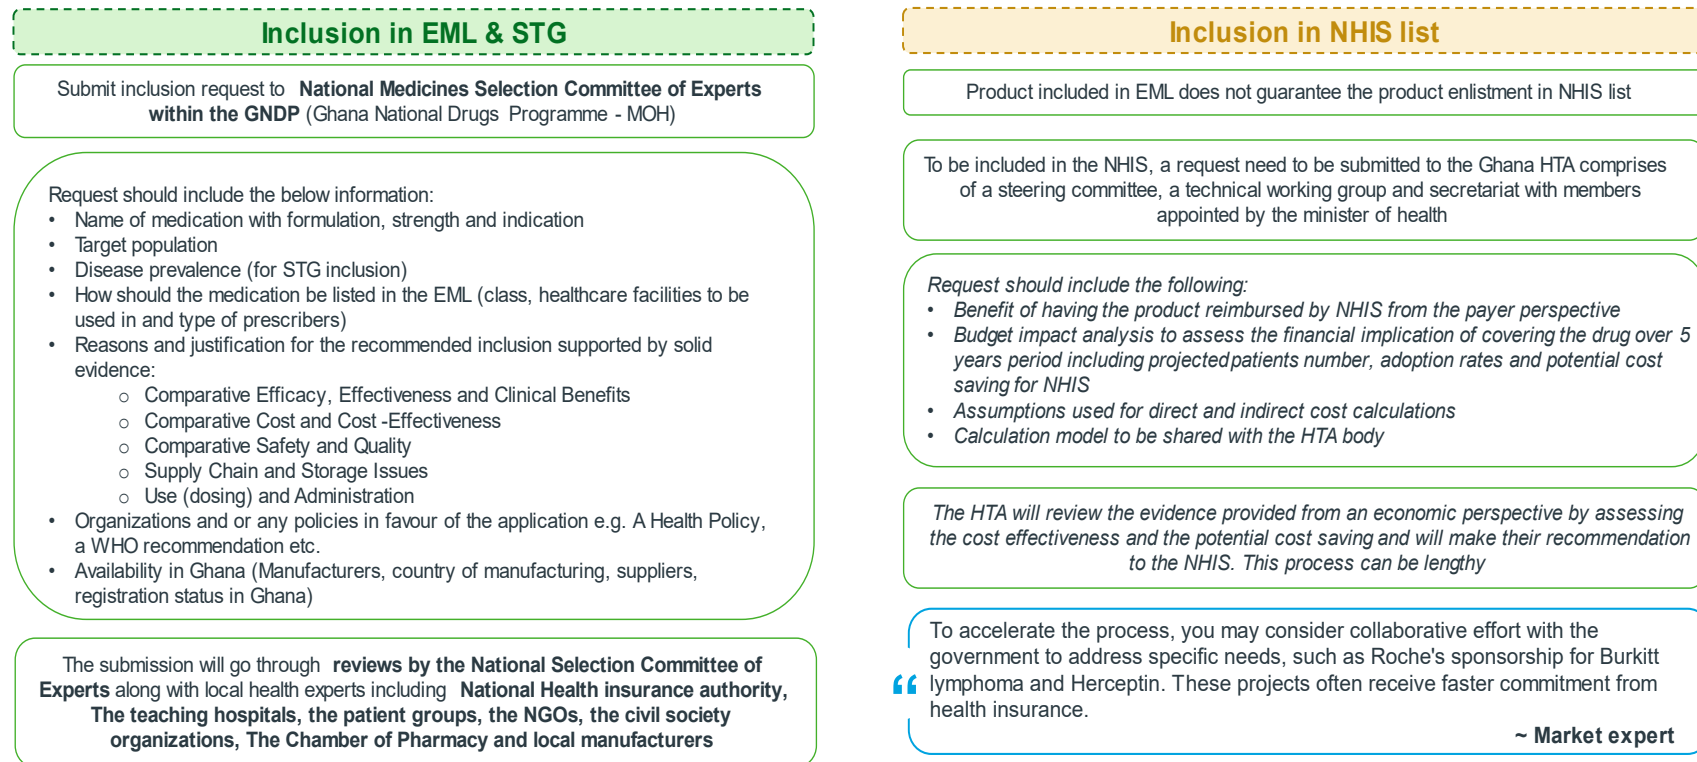 Inclusion in EML & STG
Submit inclusion request to National Medicines Selection Committee of Experts
within the GNDP (Ghana National Drugs Programme - MOH)
Request should include the below information:
• Name of medication with formulation, strength and indication
• Target population
• Disease prevalence (for STG inclusion)
• How should the medication be listed in the EML (class, healthcare facilities to be
used in and type of prescribers)
• Reasons and justification for the recommended inclusion supported by solid
evidence:
o Comparative Efficacy, Effectiveness and Clinical Benefits
o Comparative Cost and Cost -Effectiveness
o Comparative Safety and Quality
o Supply Chain and Storage Issues
o Use (dosing) and Administration
• Organizations and or any policies in favour of the application e.g. A Health Policy,
a WHO recommendation etc.
• Availability in Ghana (Manufacturers, country of manufacturing, suppliers,
registration status in Ghana)
The submission will go through reviews by the National Selection Committee of
Experts along with local health experts including National Health insurance authority,
The teaching hospitals, the patient groups, the NGOs, the civil society
organizations, The Chamber of Pharmacy and local manufacturers
Inclusion in NHIS list
Product included in EML does not guarantee the product enlistment in NHIS list
To be included in the NHIS, a request need to be submitted to the Ghana HTA comprises
of a steering committee, a technical working group and secretariat with members
appointed by the minister of health
Request should include the following:
• Benefit of having the product reimbursed by NHIS from the payer perspective
• Budget impact analysis to assess the financial implication of covering the drug over 5
years period including projected patients number, adoption rates and potential cost
saving for NHIS
• Assumptions used for direct and indirect cost calculations
• Calculation model to be shared with the HTA body
The HTA will review the evidence provided from an economic perspective by assessing
the cost effectiveness and the potential cost saving and will make their recommendation
to the NHIS. This process can be lengthy
“
To accelerate the process, you may consider collaborative effort with the
government to address specific needs, such as Roche's sponsorship for Burkitt
lymphoma and Herceptin. These projects often receive faster commitment from
health insurance.
~ Market expert